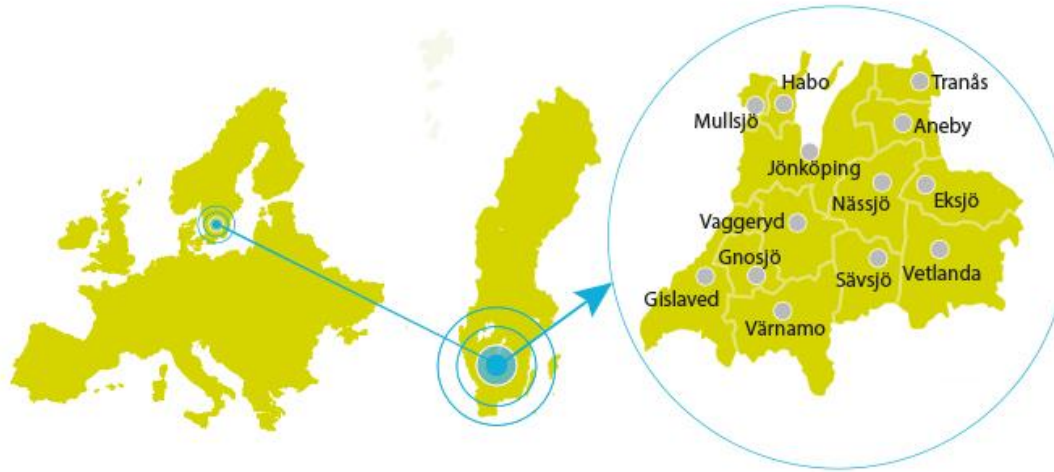 Habo
Tranås
Mullsjö
Aneby
Jönköping
Nässjö
Eksjö
Vaggeryd
Gnosjö
Sävsjö
Vetlanda
Gislaved
Värnamo